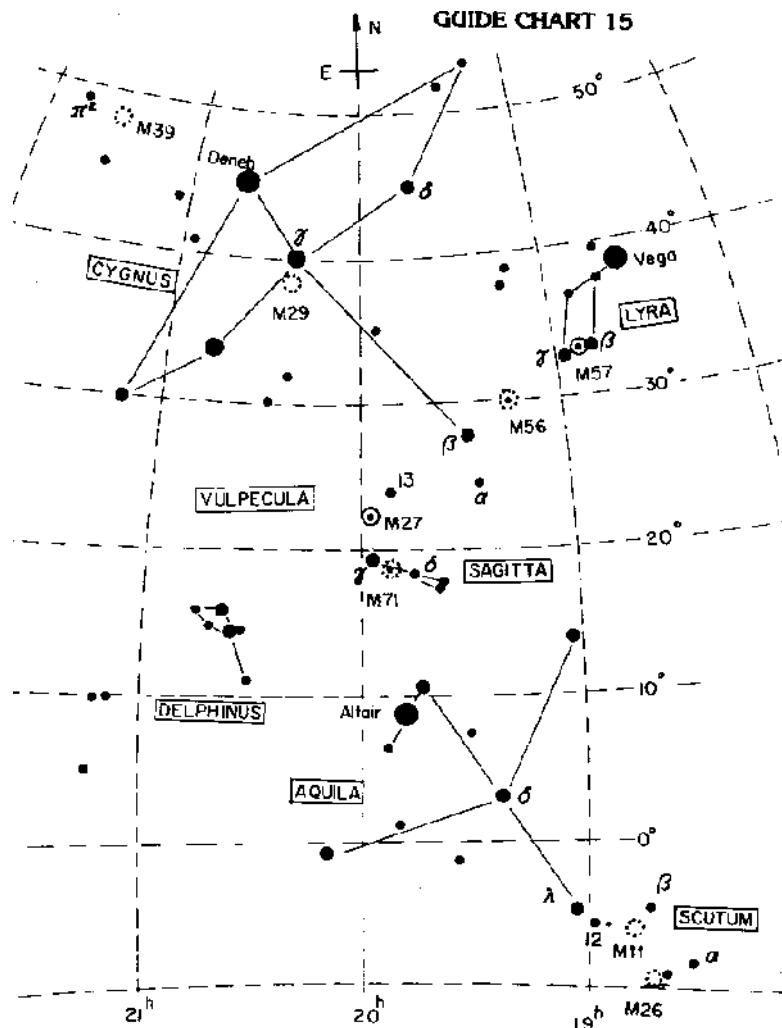 GUIDE CHART 15
N
E
50°
π²
M39
Deneb
δ
γ
40°
Vega
CYGNUS
M29
LYRA
γ
β
M57
30°
M56
β
13
α
VULPECULA
M27
20°
δ
SAGITTA
γ
M71
10°
DELPHINUS
Altair
AQUILA
δ
0°
λ
β
SCUTUM
12
M11
α
M26
21h
20h
19h